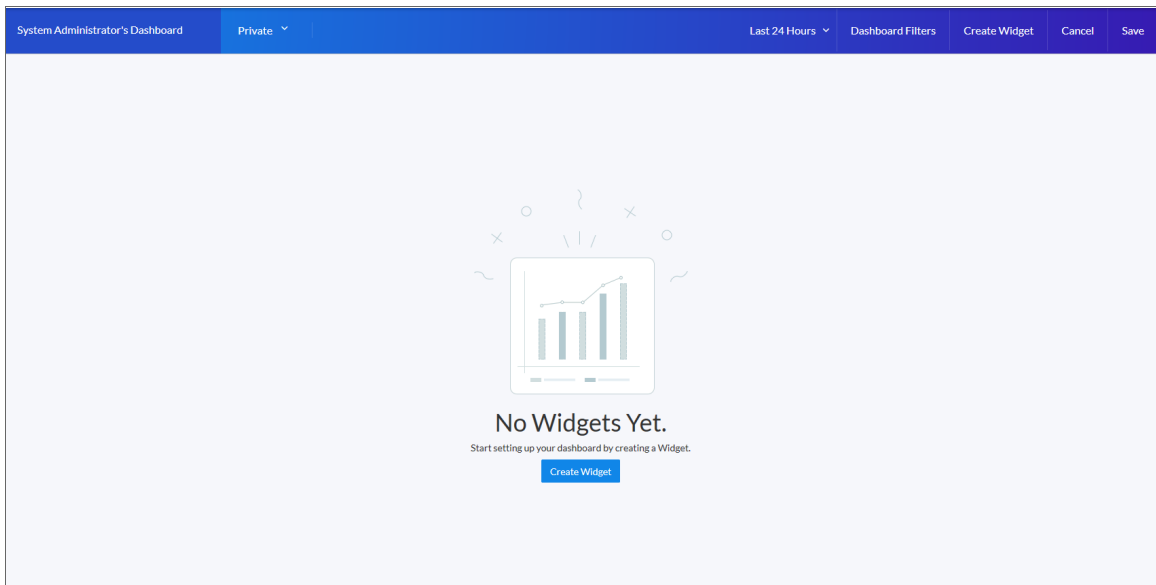 System Administrator's Dashboard Private Last 24 Hours Dashboard Filters Create Widget Cancel Save
No Widgets Yet.
Start setting up your dashboard by creating a Widget.
Create Widget